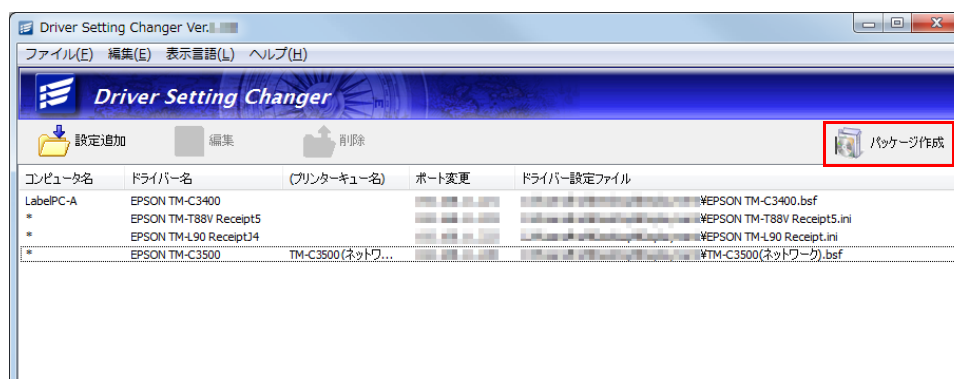 Driver Setting Changer Ver.
ファイル(F) 編集(E) 表示言語(L) ヘルプ(H)
Driver Setting Changer
設定追加 編集 削除 パッケージ作成
コンピュータ名 ドライバー名 (プリンターキュー名) ポート変更 ドライバー設定ファイル
LabelPC-A EPSON TM-C3400 ¥EPSON TM-C3400.bsf
* EPSON TM-T88V Receipt5 ¥EPSON TM-T88V Receipt5.ini
* EPSON TM-L90 ReceiptJ4 ¥EPSON TM-L90 Receipt.ini
* EPSON TM-C3500 TM-C3500(ネットワ... ¥TM-C3500(ネットワーク).bsf